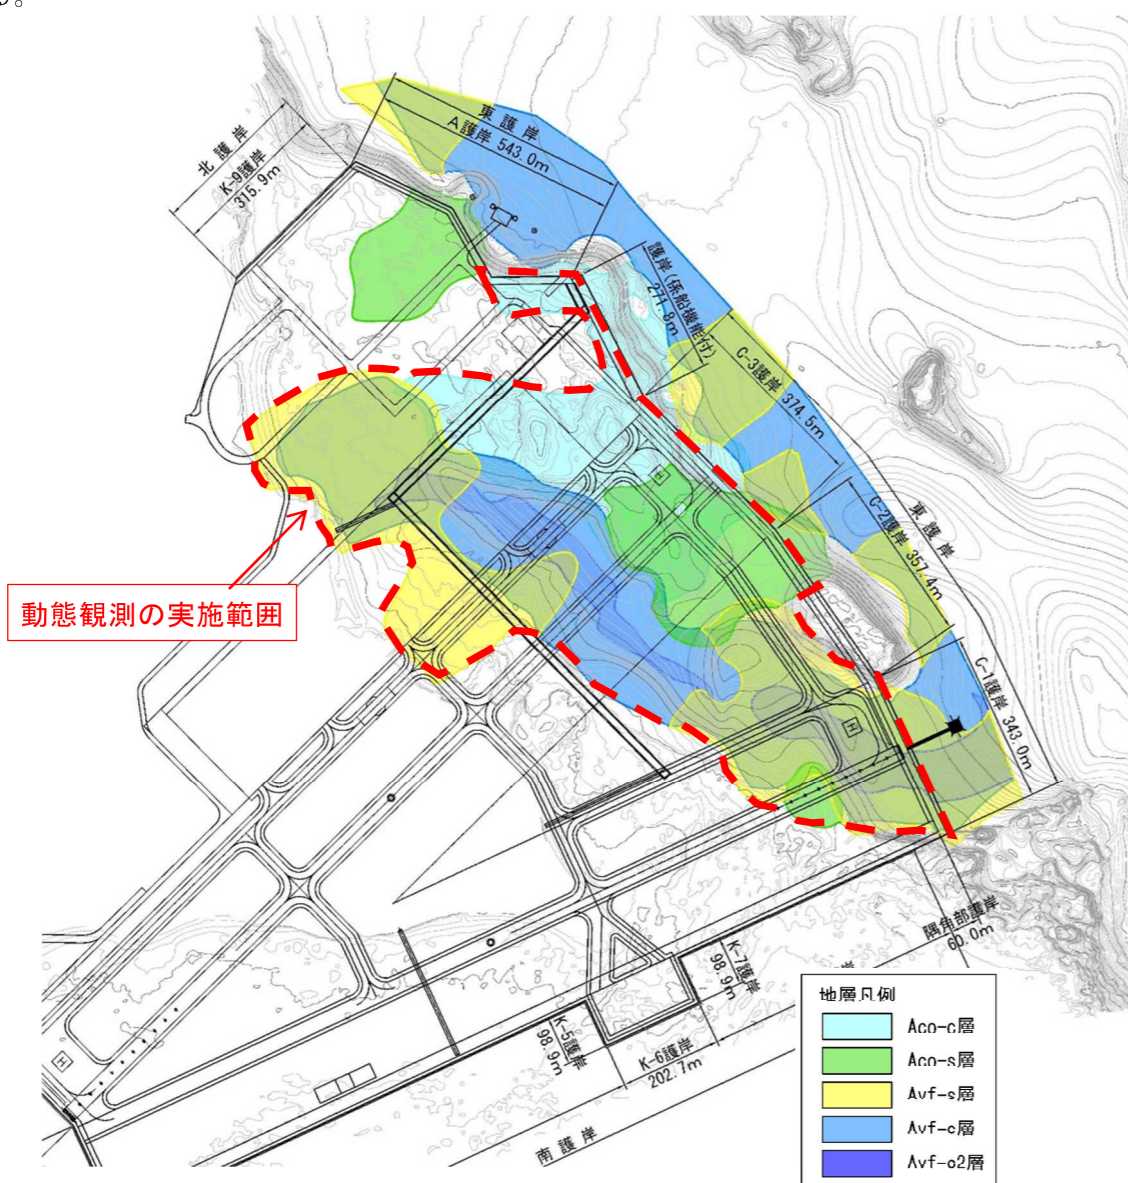 る。
東護岸
A護岸 543.0m
北護岸
K-9護岸
315.9m
護岸(係船機能付)
271.8m
C-3護岸
374.5m
C-2護岸 357.4m
東護岸
C-1護岸 343.0m
動態観測の実施範囲
H
H
H
隅角部護岸
60.0m
K-7護岸
98.9m
K-5護岸
98.9m
K-6護岸
202.7m
岸
南護岸
地層凡例
Aco-c層
Aco-s層
Avf-s層
Avf-c層
Avf-c2層